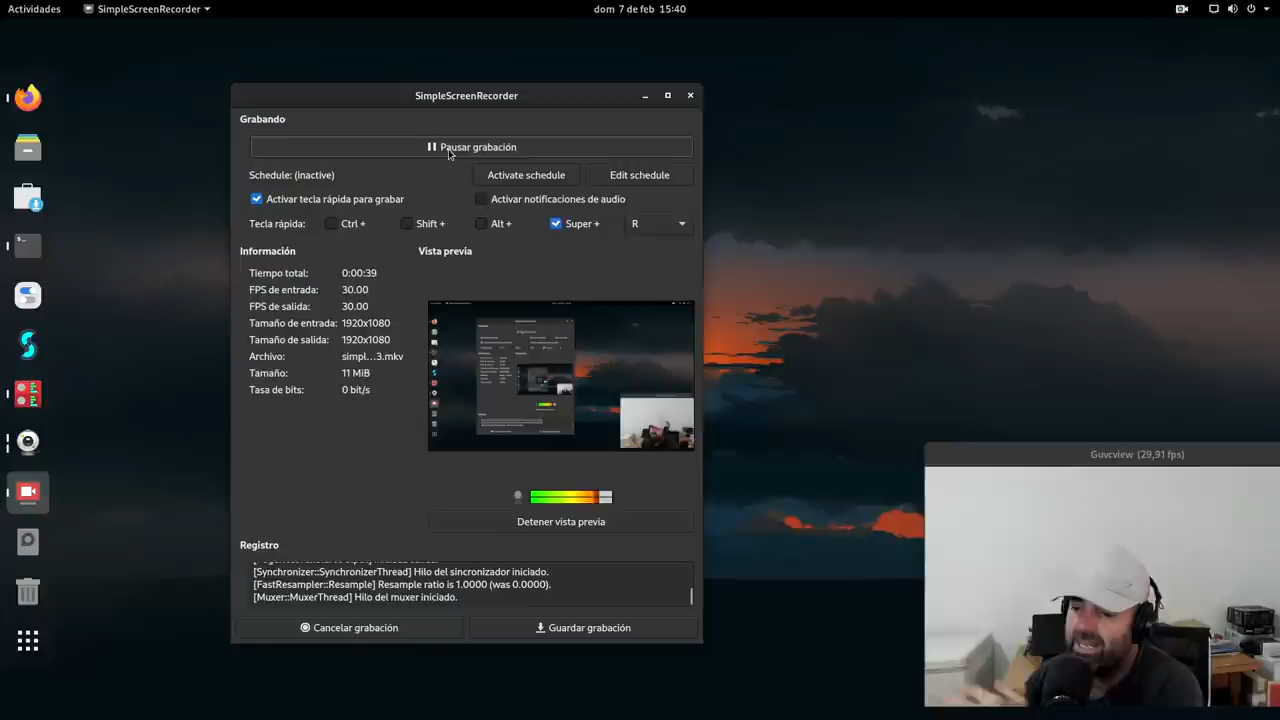 Actividades
SimpleScreenRecorder
dom 7 de feb 15:40
SimpleScreenRecorder
Grabando
Pausar grabación
Schedule: (inactive)
Activate schedule
Edit schedule
Activar tecla rápida para grabar
Activar notificaciones de audio
Tecla rápida:
Ctrl +
Shift +
Alt +
Super +
R
Información
Vista previa
Tiempo total: 0:00:39
FPS de entrada: 30.00
FPS de salida: 30.00
Tamaño de entrada: 1920x1080
Tamaño de salida: 1920x1080
Archivo: simpl...3.mkv
Tamaño: 11 MiB
Tasa de bits: 0 bit/s
Detener vista previa
Registro
[Synchronizer::SynchronizerThread] Hilo del sincronizador iniciado.
[FastResampler::Resample] Resample ratio is 1.0000 (was 0.0000).
[Muxer::MuxerThread] Hilo del muxer iniciado.
Cancelar grabación
Guardar grabación
Guvcview (29,91 fps)